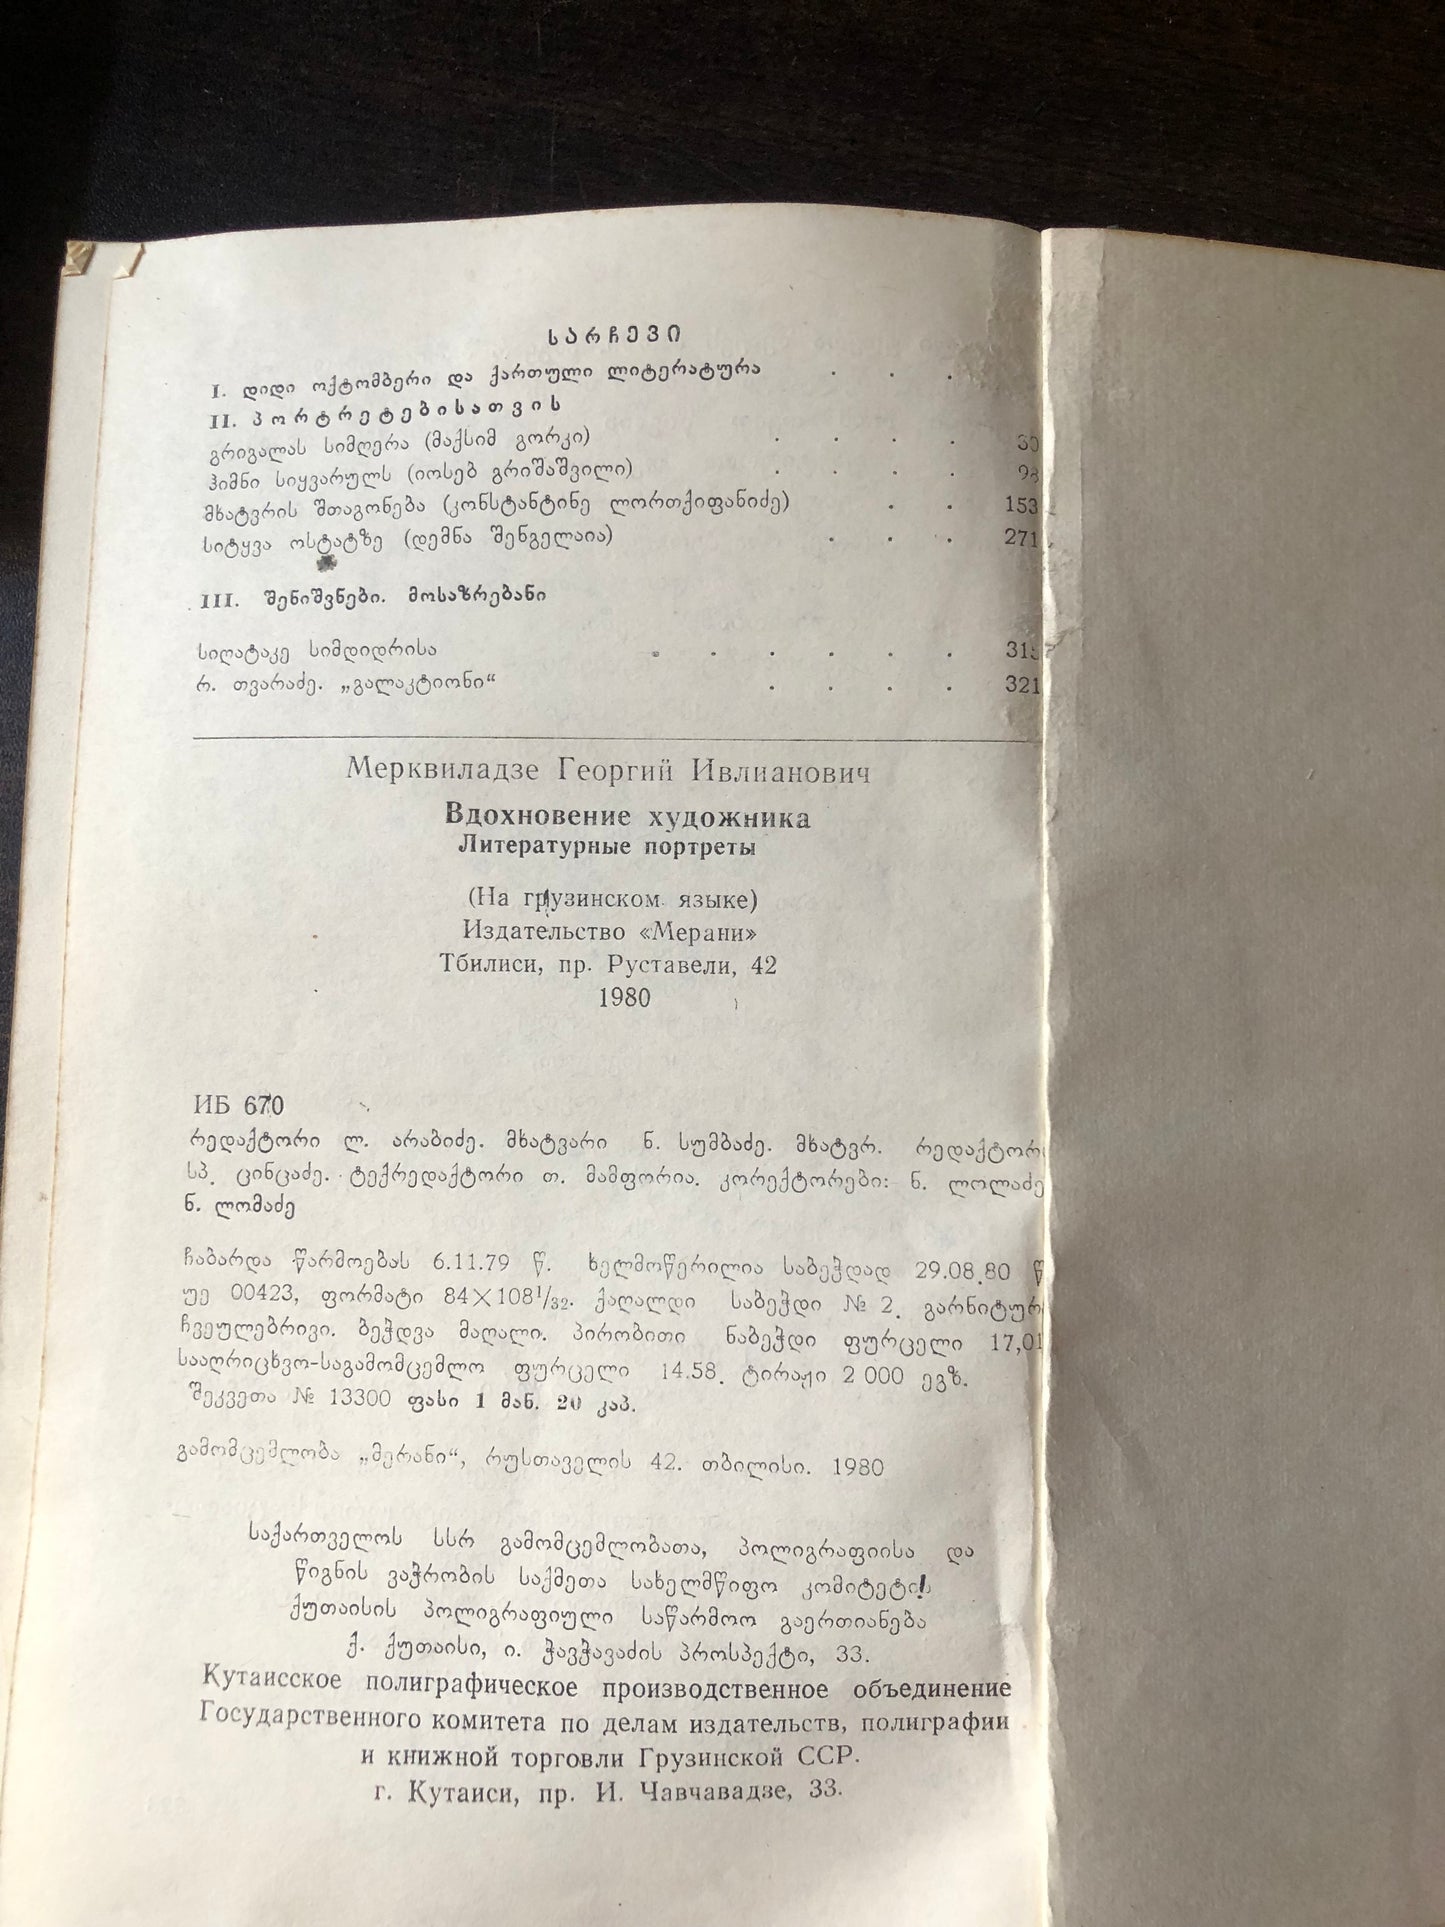 სარჩევი
I. დიდი ოქტომბერი და ქართული ლიტერატურა . . .
II. პორტრეტებისათვის
გრიგალას სიმღერა (მაქსიმ გორკი) . . . .
ჰიმნი სიყვარულს (იოსებ გრიშაშვილი) . . . 98
მხატვრის შთაგონება (კონსტანტინე ლორთქიფანიძე) . . 153
სიტყვა ოსტატზე (დემნა შენგელაია) . . . 271
III. შენიშვნები. მოსაზრებანი
სიღატაკე სიმდიდრისა . . . . . .
რ. თვარაძე. „გალაკტიონი“ . . . . 321
Мерквиладзе Георгий Ивлианович
Вдохновение художника
Литературные портреты
(На грузинском языке)
Издательство «Мерани»
Тбилиси, пр. Руставели, 42
1980
ИБ 670
რედაქტორი ლ. არაბიძე. მხატვარი ნ. სუმბაძე. მხატვრ. რედაქტორი
სპ. ცინცაძე. ტექრედაქტორი თ. მამფორია. კორექტორები: ნ. ლოლაძე
ნ. ლომაძე
ჩაბარდა წარმოებას 6.11.79 წ. ხელმოწერილია საბეჭდად 29.08.80 წ
უე 00423, ფორმატი 84×108¹/₃₂. ქაღალდი საბეჭდი № 2. გარნიტურ
ჩვეულებრივი. ბეჭდვა მაღალი. პირობითი ნაბეჭდი ფურცელი 17,01
სააღრიცხვო-საგამომცემლო ფურცელი 14.58. ტირაჟი 2 000 ეგზ.
შეკვეთა № 13300 ფასი 1 მან. 20 კაპ.
გამომცემლობა „მერანი“, რუსთაველის 42. თბილისი. 1980
საქართველოს სსრ გამომცემლობათა, პოლიგრაფიისა და
წიგნის ვაჭრობის საქმეთა სახელმწიფო კომიტეტის
ქუთაისის პოლიგრაფიული საწარმოო გაერთიანება
ქ. ქუთაისი, ი. ჭავჭავაძის პროსპექტი, 33.
Кутаисское полиграфическое производственное объединение
Государственного комитета по делам издательств, полиграфии
и книжной торговли Грузинской ССР.
г. Кутаиси, пр. И. Чавчавадзе, 33.